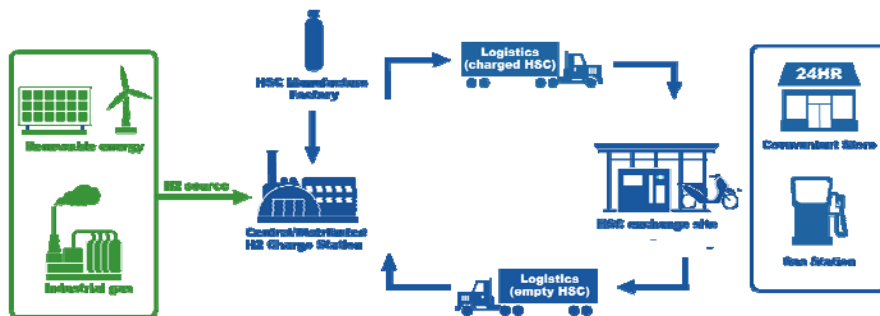 HSC Manufacture
Factory
Logistics
(charged HSC)
24HR
Convenient Store
Renewable energy
H2 source
Central/Distributed
H2 Charge Station
HSC exchange site
Industrial gas
Logistics
(empty HSC)
Gas Station